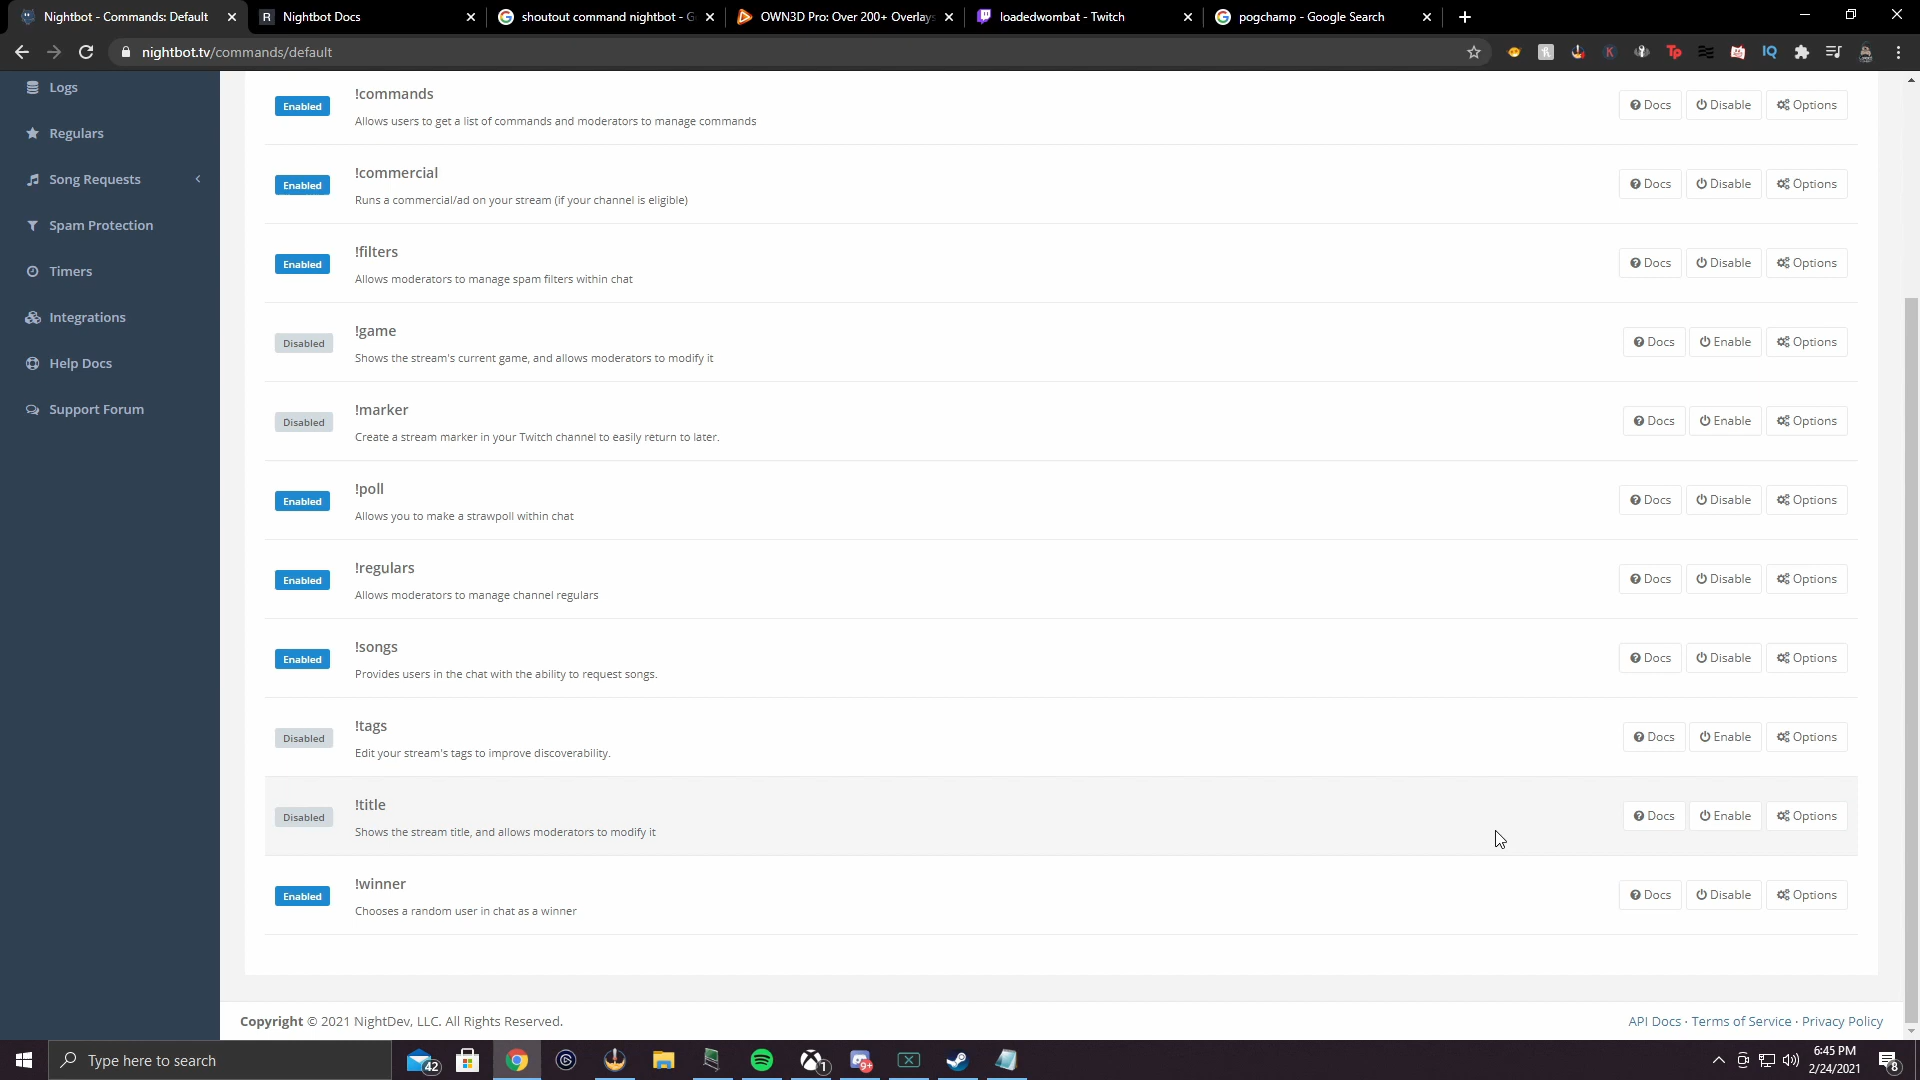 Nightbot - Commands: Default
Nightbot Docs
shoutout command nightbot - G
OWN3D Pro: Over 200+ Overlays
loadedwombat - Twitch
pogchamp - Google Search
nightbot.tv/commands/default
Tp
IQ
Logs
Regulars
Song Requests
Spam Protection
Timers
Integrations
Help Docs
Support Forum
Enabled !commands Docs Disable Options
Allows users to get a list of commands and moderators to manage commands
Enabled !commercial Docs Disable Options
Runs a commercial/ad on your stream (if your channel is eligible)
Enabled !filters Docs Disable Options
Allows moderators to manage spam filters within chat
Disabled !game Docs Enable Options
Shows the stream's current game, and allows moderators to modify it
Disabled !marker Docs Enable Options
Create a stream marker in your Twitch channel to easily return to later.
Enabled !poll Docs Disable Options
Allows you to make a strawpoll within chat
Enabled !regulars Docs Disable Options
Allows moderators to manage channel regulars
Enabled !songs Docs Disable Options
Provides users in the chat with the ability to request songs.
Disabled !tags Docs Enable Options
Edit your stream's tags to improve discoverability.
Disabled !title Docs Enable Options
Shows the stream title, and allows moderators to modify it
Enabled !winner Docs Disable Options
Chooses a random user in chat as a winner
Copyright © 2021 NightDev, LLC. All Rights Reserved.
API Docs · Terms of Service · Privacy Policy
Type here to search
42
1
9+
6:45 PM
2/24/2021
8